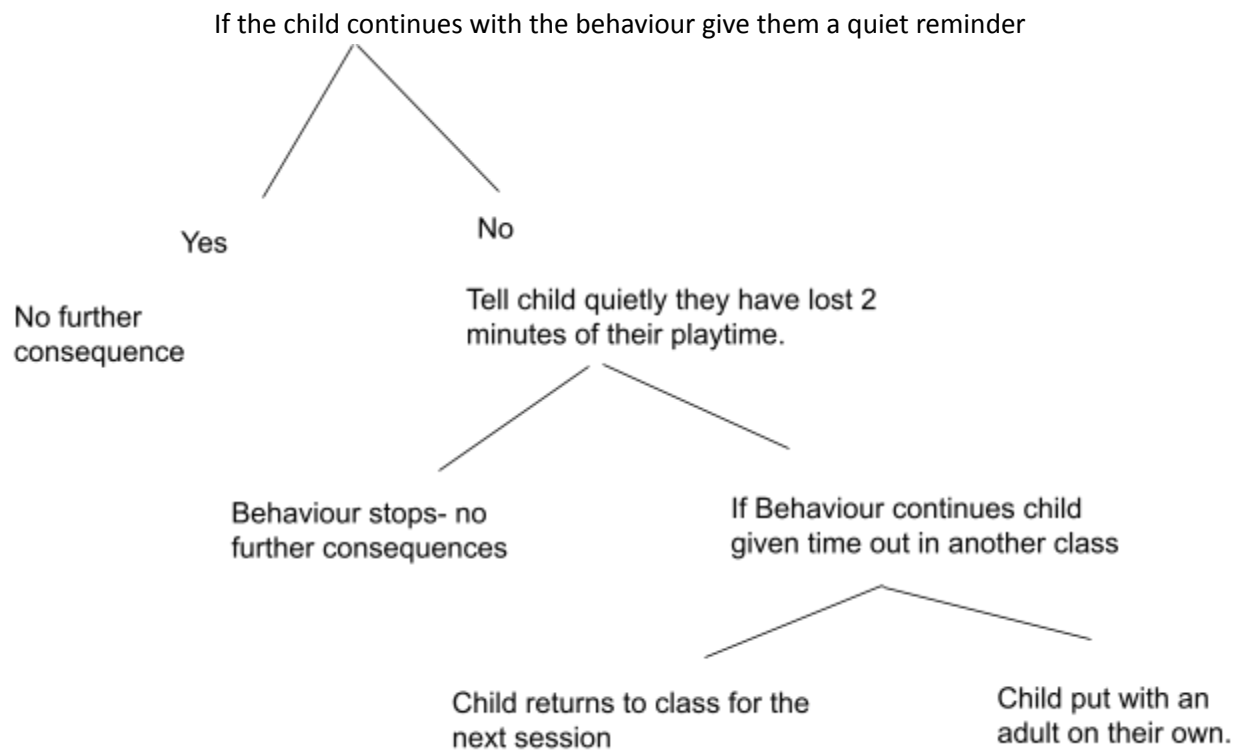 If the child continues with the behaviour give them a quiet reminder
Yes
No
No further
consequence
Tell child quietly they have lost 2
minutes of their playtime.
Behaviour stops- no
further consequences
If Behaviour continues child
given time out in another class
Child returns to class for the
next session
Child put with an
adult on their own.